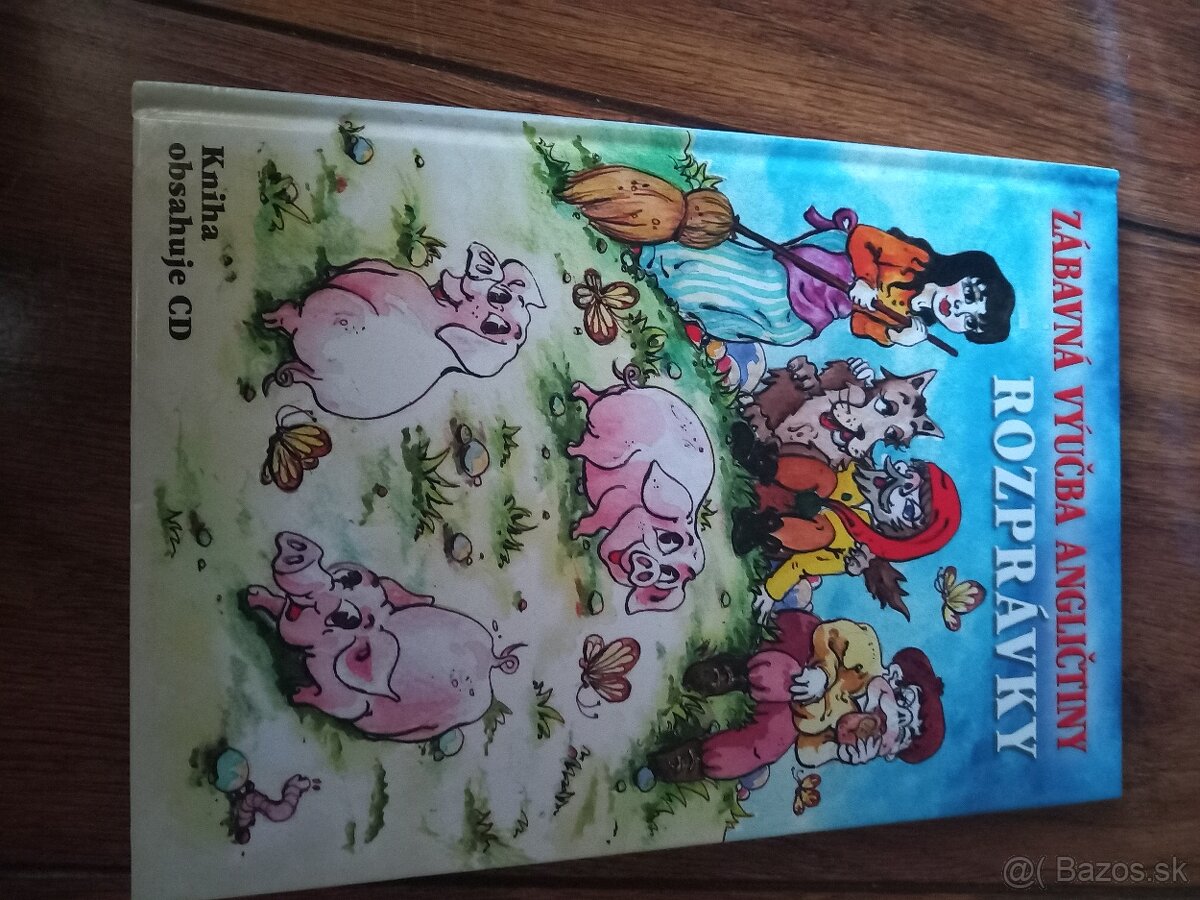 ZÁBAVNÁ VÝUČBA ANGLIČTINY
ROZPRÁVKY
Kniha
obsahuje CD
@( Bazos.sk